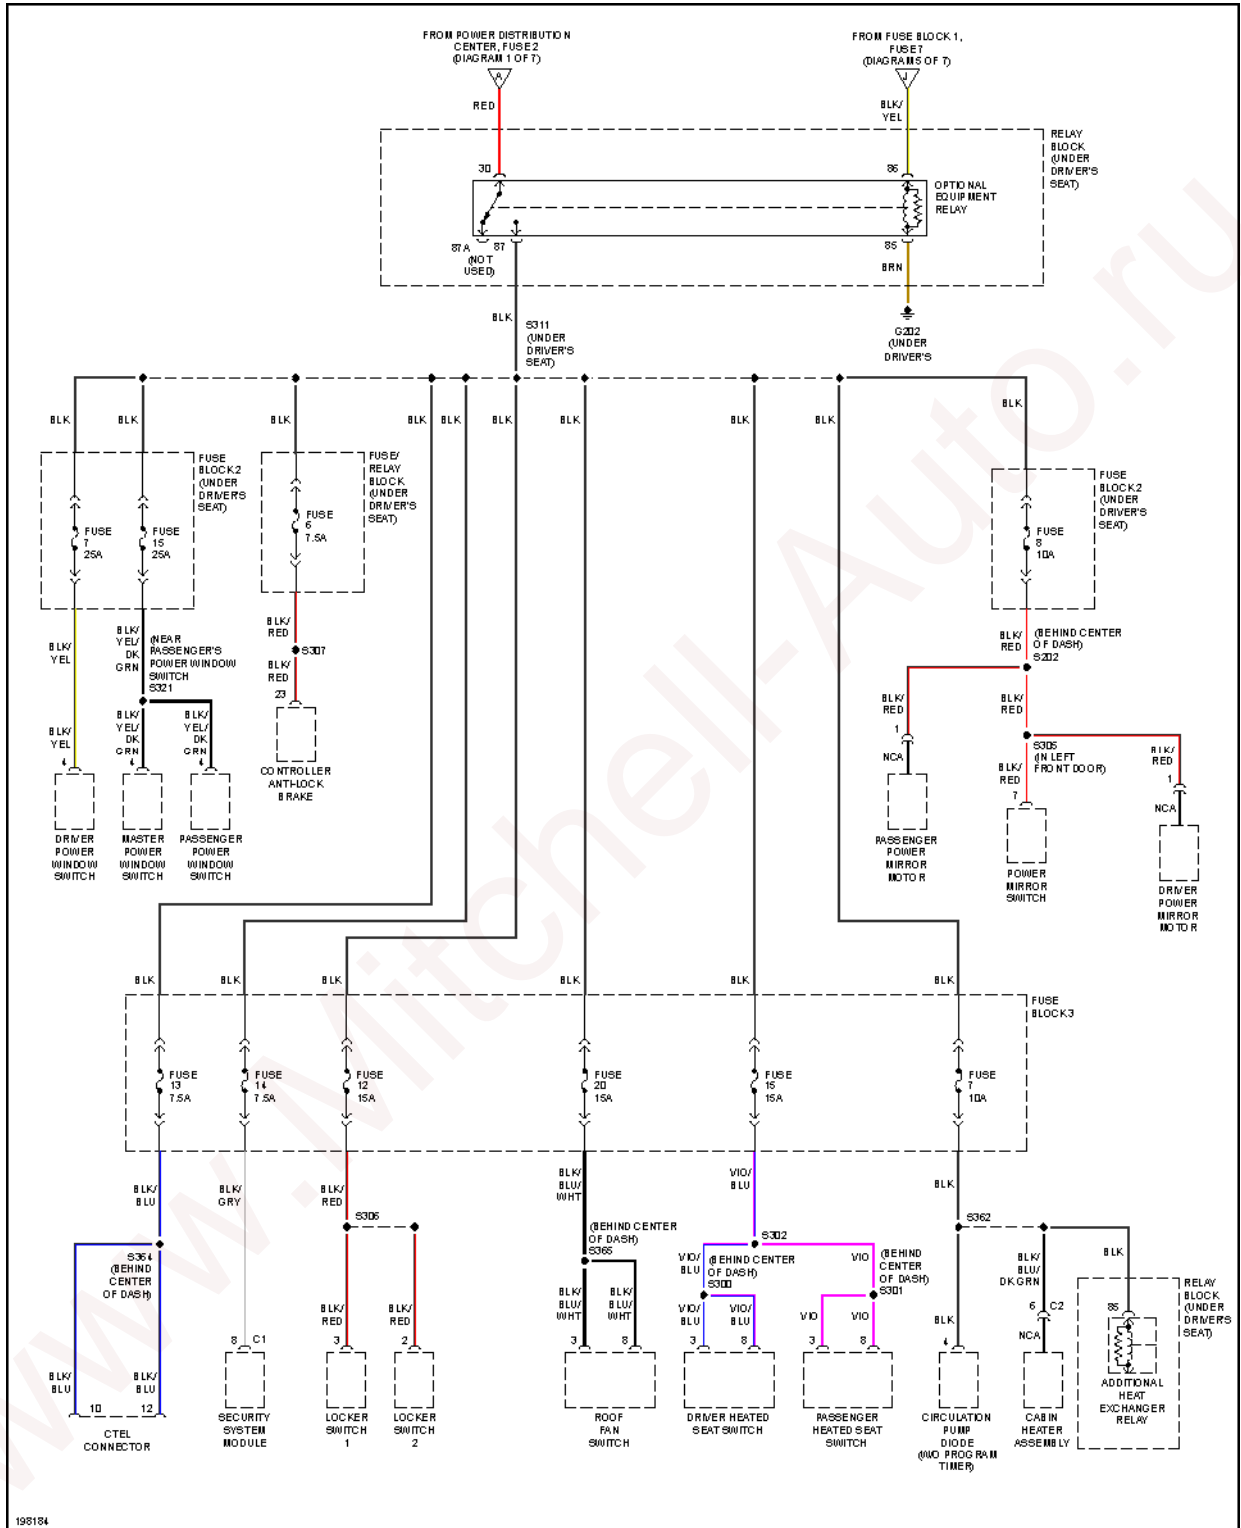 FROM POWER DISTRIBUTION
CENTER, FUSE 2
(DIAGRAM 1 OF 7)
A
RED
FROM FUSE BLOCK 1,
FUSE 7
(DIAGRAM 5 OF 7)
J
BLK/
YEL
RELAY
BLOCK
(UNDER
DRIVER'S
SEAT)
30
86
OPTIONAL
EQUIPMENT
RELAY
87A
(NOT
USED)
87
85
BRN
BLK
S311
(UNDER
DRIVER'S
SEAT)
G202
(UNDER
DRIVER'S
BLK
BLK
BLK
BLK
BLK
BLK
BLK
BLK
BLK
BLK
FUSE
BLOCK 2
(UNDER
DRIVER'S
SEAT)
FUSE
7
25A
FUSE
15
25A
FUSE/
RELAY
BLOCK
(UNDER
DRIVER'S
SEAT)
FUSE
6
7.5A
FUSE
BLOCK 2
(UNDER
DRIVER'S
SEAT)
FUSE
8
10A
BLK/
YEL
BLK/
YEL/
DK
GRN
(NEAR
PASSENGER'S
POWER WINDOW
SWITCH
S321
BLK/
RED
S307
BLK/
RED
23
CONTROLLER
ANTI-LOCK
BRAKE
BLK/
YEL
4
BLK/
YEL/
DK
GRN
4
BLK/
YEL/
DK
GRN
4
DRIVER
POWER
WINDOW
SWITCH
MASTER
POWER
WINDOW
SWITCH
PASSENGER
POWER
WINDOW
SWITCH
BLK/
RED
(BEHIND CENTER
OF DASH)
S202
BLK/
RED
1
NCA
PASSENGER
POWER
MIRROR
MOTOR
BLK/
RED
S305
(IN LEFT
FRONT DOOR)
BLK/
RED
7
POWER
MIRROR
SWITCH
BLK/
RED
1
NCA
DRIVER
POWER
MIRROR
MOTOR
BLK
BLK
BLK
BLK
BLK
BLK
FUSE
BLOCK 3
FUSE
13
7.5A
FUSE
14
7.5A
FUSE
12
15A
FUSE
20
15A
FUSE
15
15A
FUSE
7
10A
BLK/
BLU
BLK/
GRY
BLK/
RED
BLK/
BLU/
WHT
VIO/
BLU
BLK
S364
(BEHIND
CENTER
OF DASH)
S306
(BEHIND CENTER
OF DASH)
S365
S302
VIO/
BLU
(BEHIND CENTER
OF DASH)
S300
VIO
(BEHIND
CENTER
OF DASH)
S301
S362
BLK/
BLU/
DK GRN
BLK
RELAY
BLOCK
(UNDER
DRIVER'S
SEAT)
BLK/
BLU
10
BLK/
BLU
12
CTEL
CONNECTOR
8
C1
SECURITY
SYSTEM
MODULE
BLK/
RED
3
LOCKER
SWITCH
1
BLK/
RED
2
LOCKER
SWITCH
2
BLK/
BLU/
WHT
3
BLK/
BLU/
WHT
8
ROOF
FAN
SWITCH
VIO/
BLU
3
VIO/
BLU
8
DRIVER HEATED
SEAT SWITCH
VIO
3
VIO
8
PASSENGER
HEATED SEAT
SWITCH
BLK
4
CIRCULATION
PUMP
DIODE
(W/O PROGRAM
TIMER)
6
C2
NCA
CABIN
HEATER
ASSEMBLY
85
ADDITIONAL
HEAT
EXCHANGER
RELAY
198184
www.Mitchell-Auto.ru